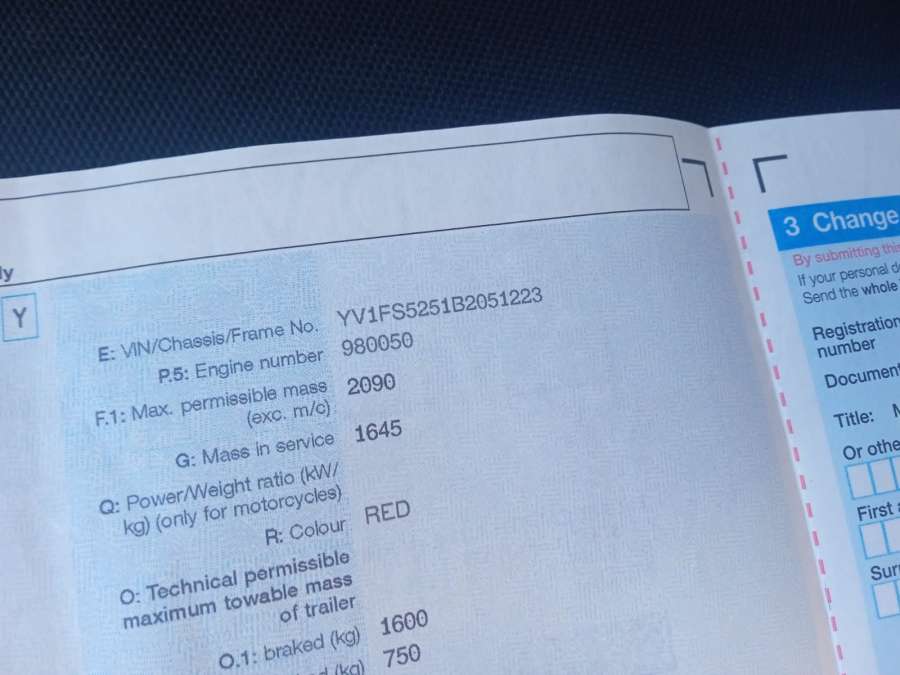 ly
Y
E: VIN/Chassis/Frame No. YV1FS5251B2051223
P.5: Engine number 980050
F.1: Max. permissible mass 2090
(exc. m/c)
G: Mass in service 1645
Q: Power/Weight ratio (kW/
kg) (only for motorcycles)
R: Colour RED
O: Technical permissible
maximum towable mass
of trailer
O.1: braked (kg) 1600
(kg) 750
3 Change
By submitting this
If your personal
Send the whole
Registration
number
Document
Title:
Or othe
First
Sur